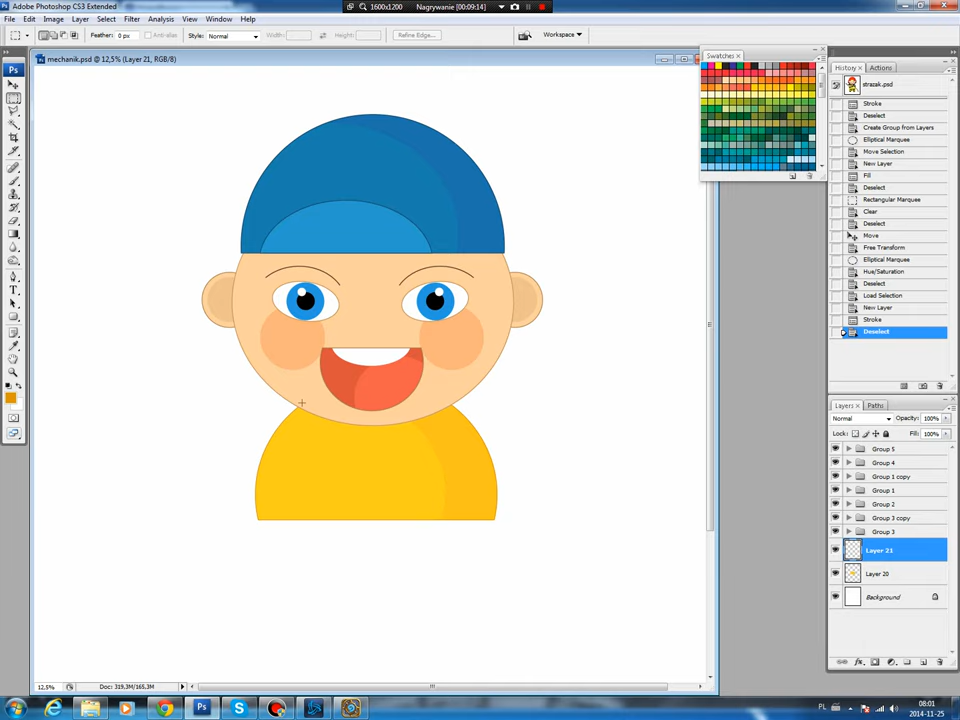 Adobe Photoshop CS3 Extended
1600x1200 Nagrywanie [00:09:14]
File Edit Image Layer Select Filter Analysis View Window Help
Feather: 0 px Anti-alias Style: Normal Width: Height: Refine Edge... Workspace
mechanik.psd @ 12,5% (Layer 21, RGB/8)
Swatches x
History x Actions
strazak.psd
Stroke
Deselect
Create Group from Layers
Elliptical Marquee
Move Selection
New Layer
Fill
Deselect
Rectangular Marquee
Clear
Deselect
Move
Free Transform
Elliptical Marquee
Hue/Saturation
Deselect
Load Selection
New Layer
Stroke
Deselect
Layers x Paths
Normal Opacity: 100%
Lock: Fill: 100%
Group 5
Group 4
Group 1 copy
Group 1
Group 2
Group 3 copy
Group 3
Layer 21
Layer 20
Background
12,5% Doc: 319,3M/165,3M
PL 08:01
2014-11-25